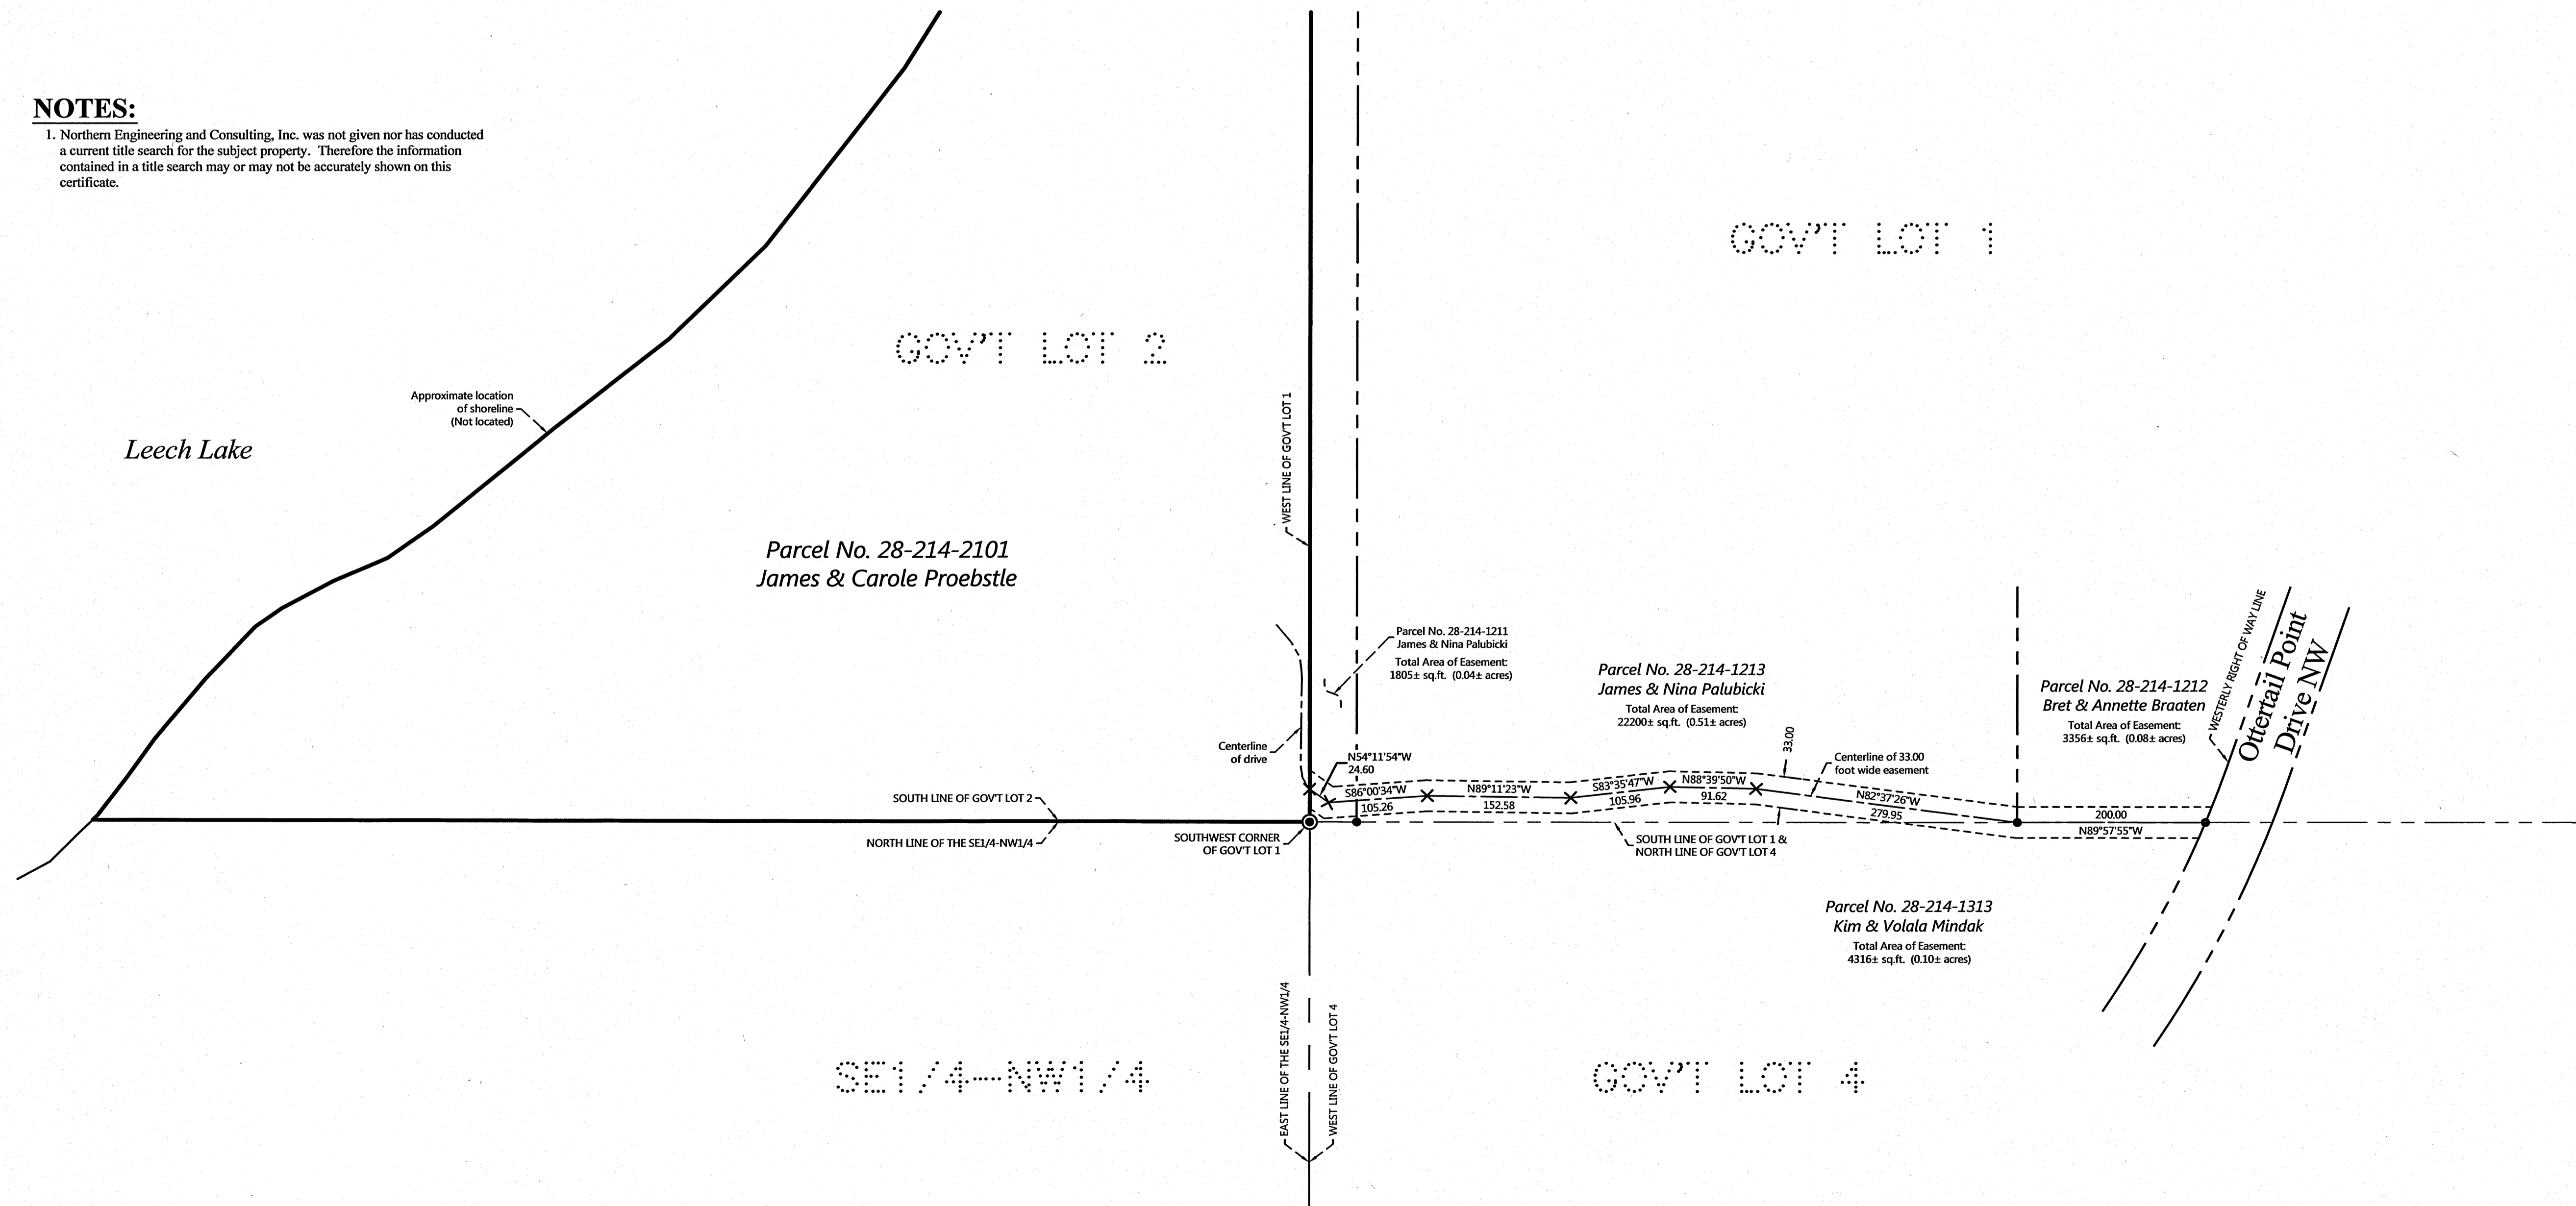 NOTES:
1. Northern Engineering and Consulting, Inc. was not given nor has conducted
a current title search for the subject property. Therefore the information
contained in a title search may or may not be accurately shown on this
certificate.
GOV'T LOT 1
GOV'T LOT 2
Approximate location
of shoreline
(Not located)
Leech Lake
WEST LINE OF GOV'T LOT 1
Parcel No. 28-214-2101
James & Carole Proebstle
Parcel No. 28-214-1211
James & Nina Palubicki
Total Area of Easement:
1805± sq.ft. (0.04± acres)
Parcel No. 28-214-1213
James & Nina Palubicki
Total Area of Easement:
22200± sq.ft. (0.51± acres)
Parcel No. 28-214-1212
Bret & Annette Braaten
Total Area of Easement:
3356± sq.ft. (0.08± acres)
WESTERLY RIGHT OF WAY LINE
Ottertail Point
Drive NW
Centerline
of drive
N54°11'54"W
24.60
33.00
Centerline of 33.00
foot wide easement
S86°00'34"W
105.26
N89°11'23"W
152.58
S83°35'47"W
105.96
N88°39'50"W
91.62
N82°37'26"W
279.95
200.00
N89°57'55"W
SOUTH LINE OF GOV'T LOT 2
NORTH LINE OF THE SE1/4-NW1/4
SOUTHWEST CORNER
OF GOV'T LOT 1
SOUTH LINE OF GOV'T LOT 1 &
NORTH LINE OF GOV'T LOT 4
Parcel No. 28-214-1313
Kim & Volala Mindak
Total Area of Easement:
4316± sq.ft. (0.10± acres)
EAST LINE OF THE SE1/4-NW1/4
WEST LINE OF GOV'T LOT 4
SE1/4-NW1/4
GOV'T LOT 4